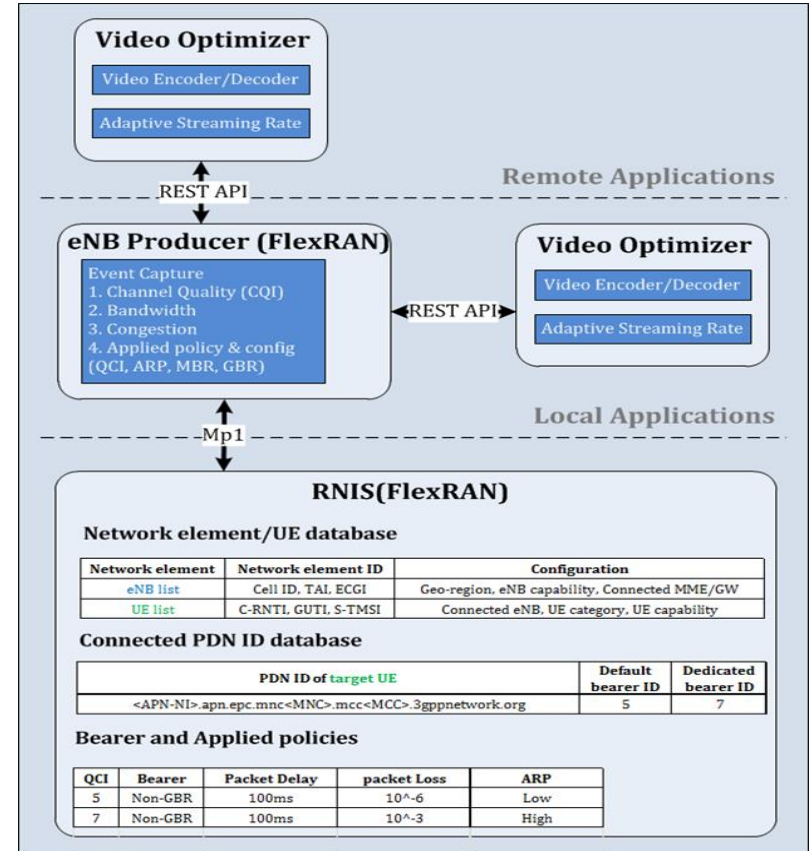 Video Optimizer
Video Encoder/Decoder
Adaptive Streaming Rate
REST API
Remote Applications
eNB Producer (FlexRAN)
Event Capture
1. Channel Quality (CQI)
2. Bandwidth
3. Congestion
4. Applied policy & config
(QCI, ARP, MBR, GBR)
REST API
Video Optimizer
Video Encoder/Decoder
Adaptive Streaming Rate
Local Applications
Mp1
RNIS(FlexRAN)
Network element/UE database
Network element Network element ID Configuration
eNB list Cell ID, TAI, ECGI Geo-region, eNB capability, Connected MME/GW
UE list C-RNTI, GUTI, S-TMSI Connected eNB, UE category, UE capability
Connected PDN ID database
PDN ID of target UE Default bearer ID Dedicated bearer ID
<APN-NI>.apn.epc.mnc<MNC>.mcc<MCC>.3gppnetwork.org 5 7
Bearer and Applied policies
QCI Bearer Packet Delay packet Loss ARP
5 Non-GBR 100ms 10^-6 Low
7 Non-GBR 100ms 10^-3 High